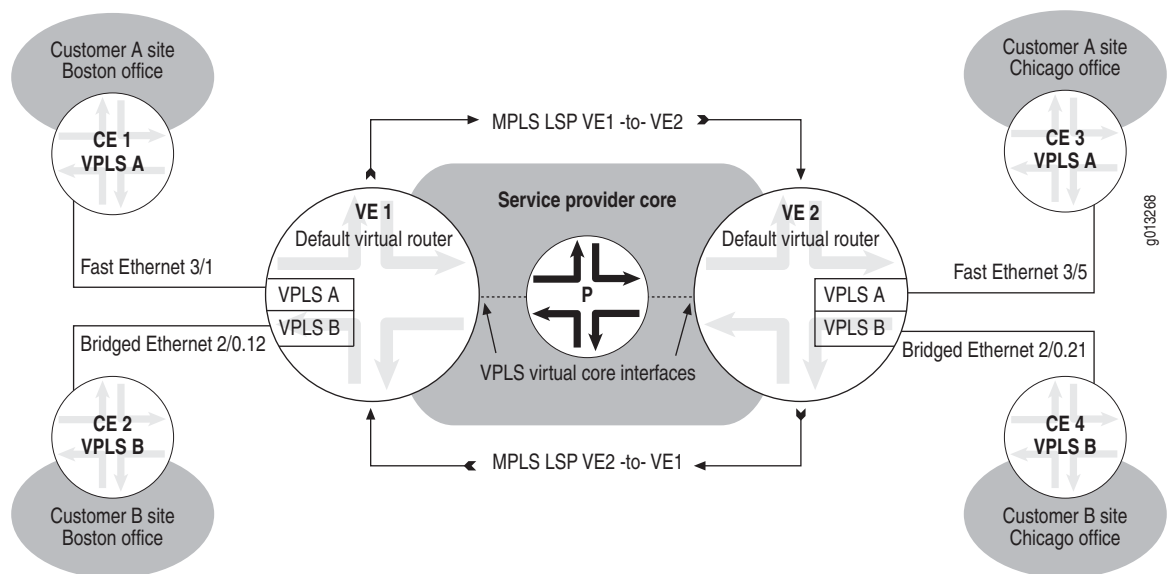 Customer A site
Boston office
CE 1
VPLS A
Customer A site
Chicago office
CE 3
VPLS A
g013268
MPLS LSP VE1 -to- VE2
Service provider core
VE 1
Default virtual router
VE 2
Default virtual router
P
Fast Ethernet 3/1
VPLS A
VPLS B
Fast Ethernet 3/5
VPLS A
VPLS B
Bridged Ethernet 2/0.12
VPLS virtual core interfaces
Bridged Ethernet 2/0.21
CE 2
VPLS B
Customer B site
Boston office
MPLS LSP VE2 -to- VE1
CE 4
VPLS B
Customer B site
Chicago office